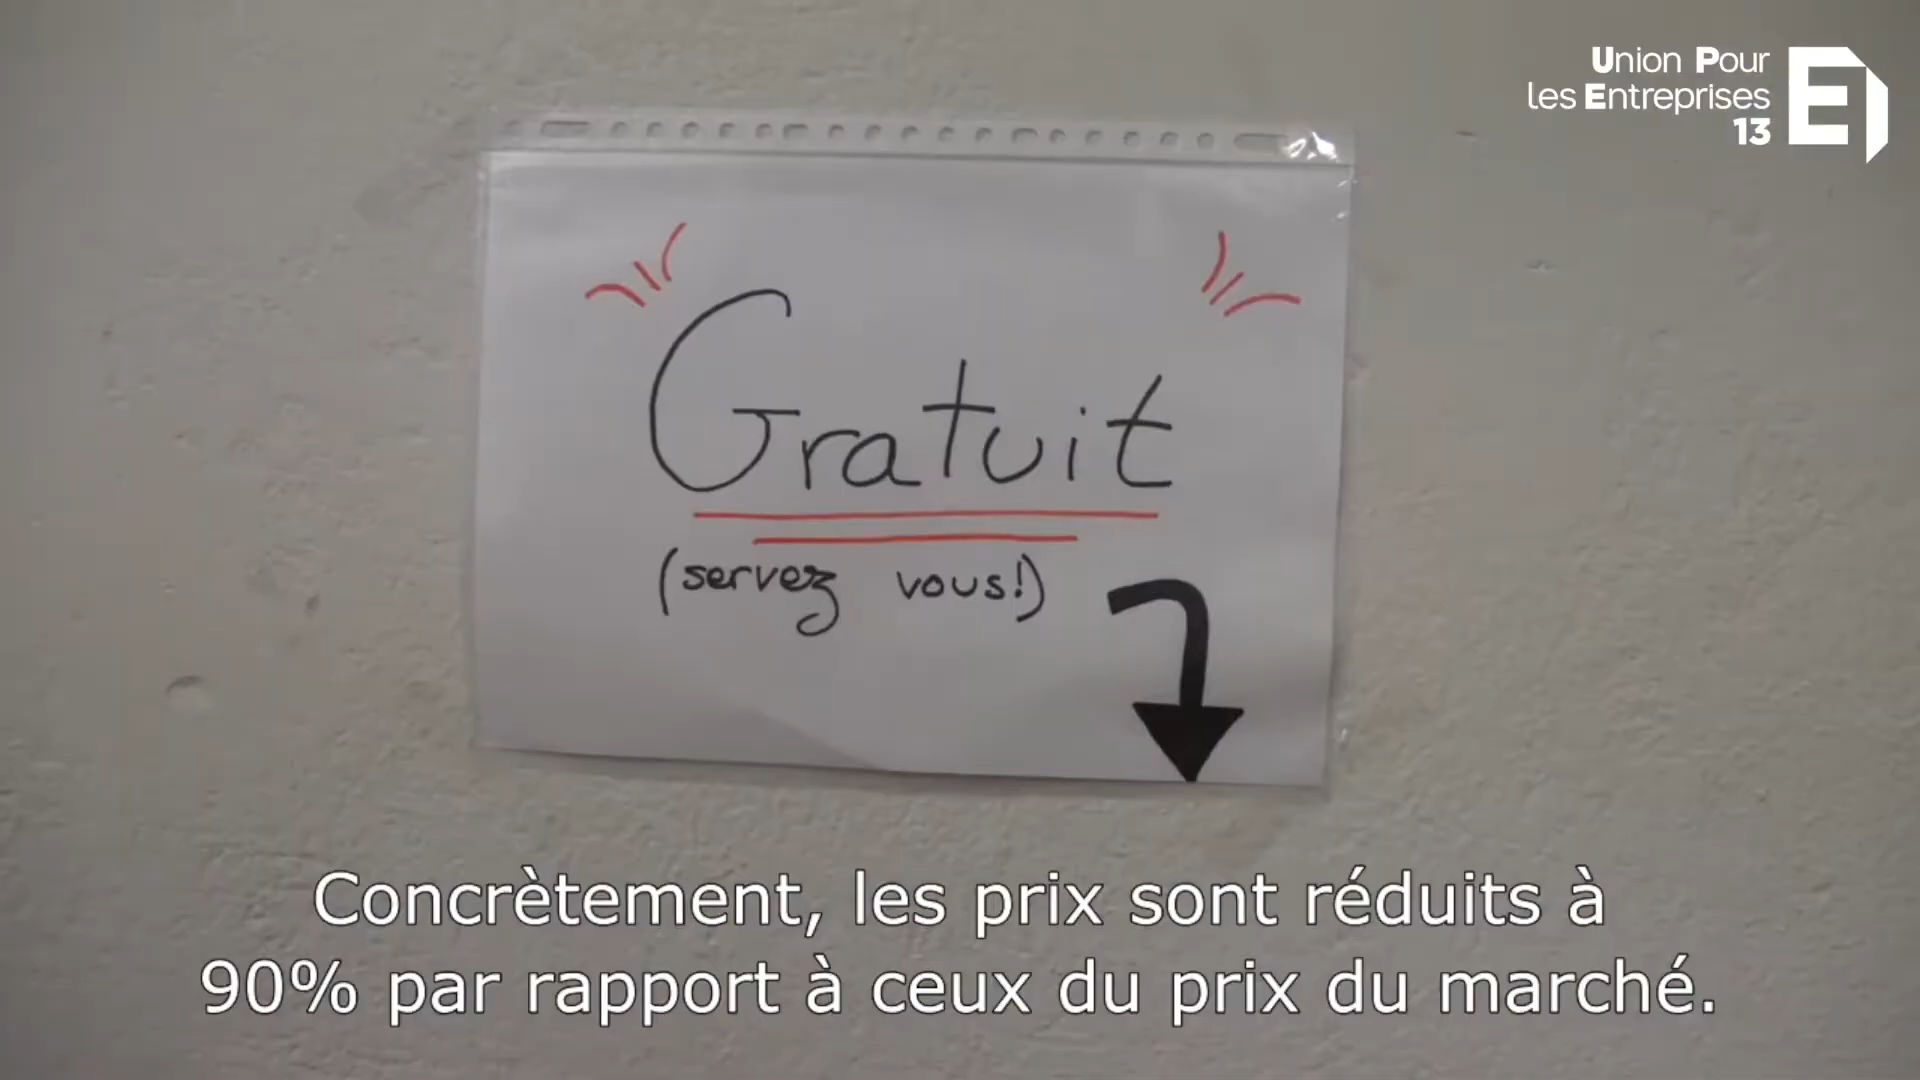 Union Pour
les Entreprises
13
Gratuit
(servez vous!)
Concrètement, les prix sont réduits à
90% par rapport à ceux du prix du marché.